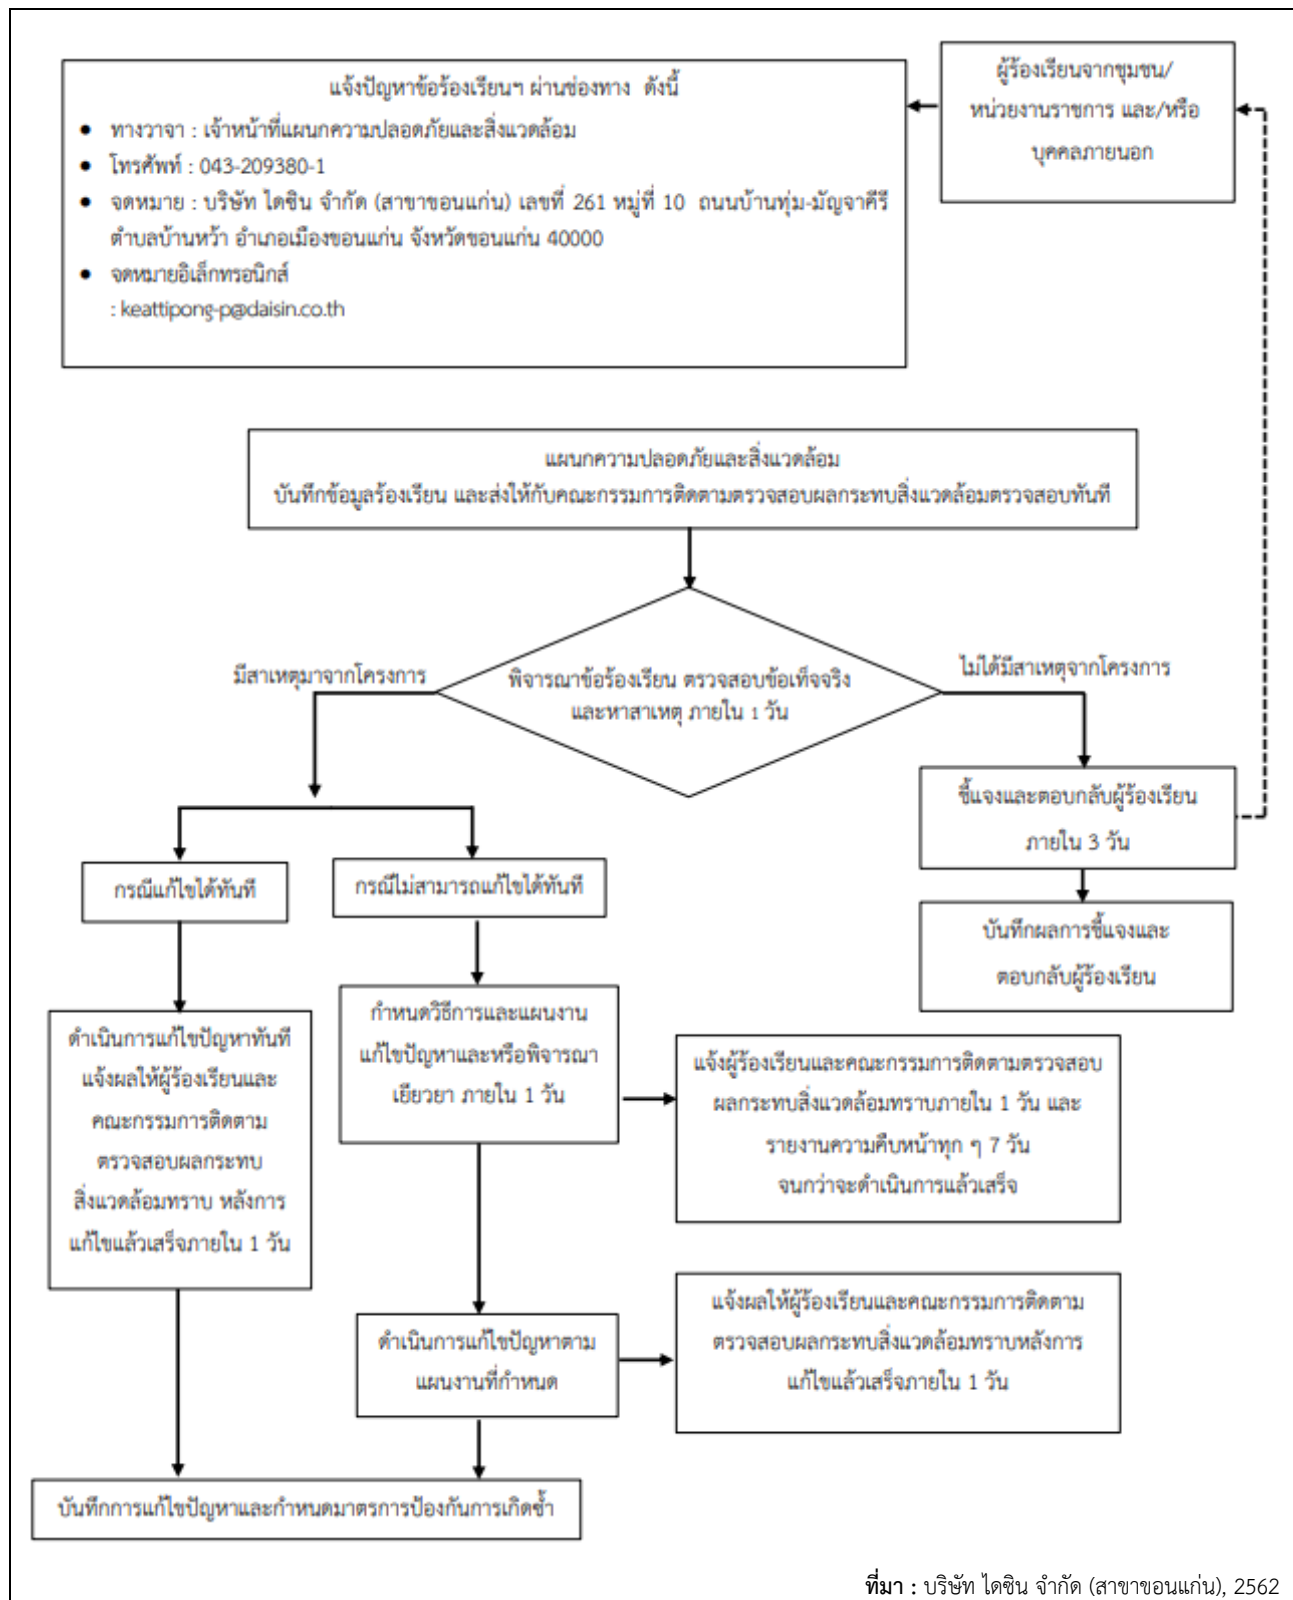 ผู้ร้องเรียนจากชุมชน/
หน่วยงานราชการ และ/หรือ
บุคคลภายนอก
แจ้งปัญหาข้อร้องเรียนฯ ผ่านช่องทาง ดังนี้
● ทางวาจา : เจ้าหน้าที่แผนกความปลอดภัยและสิ่งแวดล้อม
● โทรศัพท์ : 043-209380-1
● จดหมาย : บริษัท ไดซิน จำกัด (สาขาขอนแก่น) เลขที่ 261 หมู่ที่ 10 ถนนบ้านทุ่ม-มัญจาคีรี
ตำบลบ้านหว้า อำเภอเมืองขอนแก่น จังหวัดขอนแก่น 40000
● จดหมายอิเล็กทรอนิกส์
: keattipong-p@daisin.co.th
แผนกความปลอดภัยและสิ่งแวดล้อม
บันทึกข้อมูลร้องเรียน และส่งให้กับคณะกรรมการติดตามตรวจสอบผลกระทบสิ่งแวดล้อมตรวจสอบทันที
มีสาเหตุมาจากโครงการ
พิจารณาข้อร้องเรียน ตรวจสอบข้อเท็จจริง
และหาสาเหตุ ภายใน 1 วัน
ไม่ได้มีสาเหตุจากโครงการ
ชี้แจงและตอบกลับผู้ร้องเรียน
ภายใน 3 วัน
บันทึกผลการชี้แจงและ
ตอบกลับผู้ร้องเรียน
กรณีแก้ไขได้ทันที
กรณีไม่สามารถแก้ไขได้ทันที
ดำเนินการแก้ไขปัญหาทันที
แจ้งผลให้ผู้ร้องเรียนและ
คณะกรรมการติดตาม
ตรวจสอบผลกระทบ
สิ่งแวดล้อมทราบ หลังการ
แก้ไขแล้วเสร็จภายใน 1 วัน
กำหนดวิธีการและแผนงาน
แก้ไขปัญหาและหรือพิจารณา
เยียวยา ภายใน 1 วัน
แจ้งผู้ร้องเรียนและคณะกรรมการติดตามตรวจสอบ
ผลกระทบสิ่งแวดล้อมทราบภายใน 1 วัน และ
รายงานความคืบหน้าทุก ๆ 7 วัน
จนกว่าจะดำเนินการแล้วเสร็จ
ดำเนินการแก้ไขปัญหาตาม
แผนงานที่กำหนด
แจ้งผลให้ผู้ร้องเรียนและคณะกรรมการติดตาม
ตรวจสอบผลกระทบสิ่งแวดล้อมทราบหลังการ
แก้ไขแล้วเสร็จภายใน 1 วัน
บันทึกการแก้ไขปัญหาและกำหนดมาตรการป้องกันการเกิดซ้ำ
ที่มา : บริษัท ไดซิน จำกัด (สาขาขอนแก่น), 2562